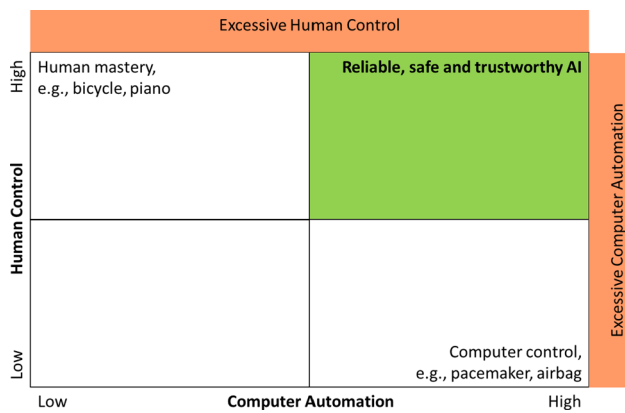 Excessive Human Control
High
Human mastery,
e.g., bicycle, piano
Reliable, safe and trustworthy AI
Human Control
Excessive Computer Automation
Low
Computer control,
e.g., pacemaker, airbag
Low
Computer Automation
High